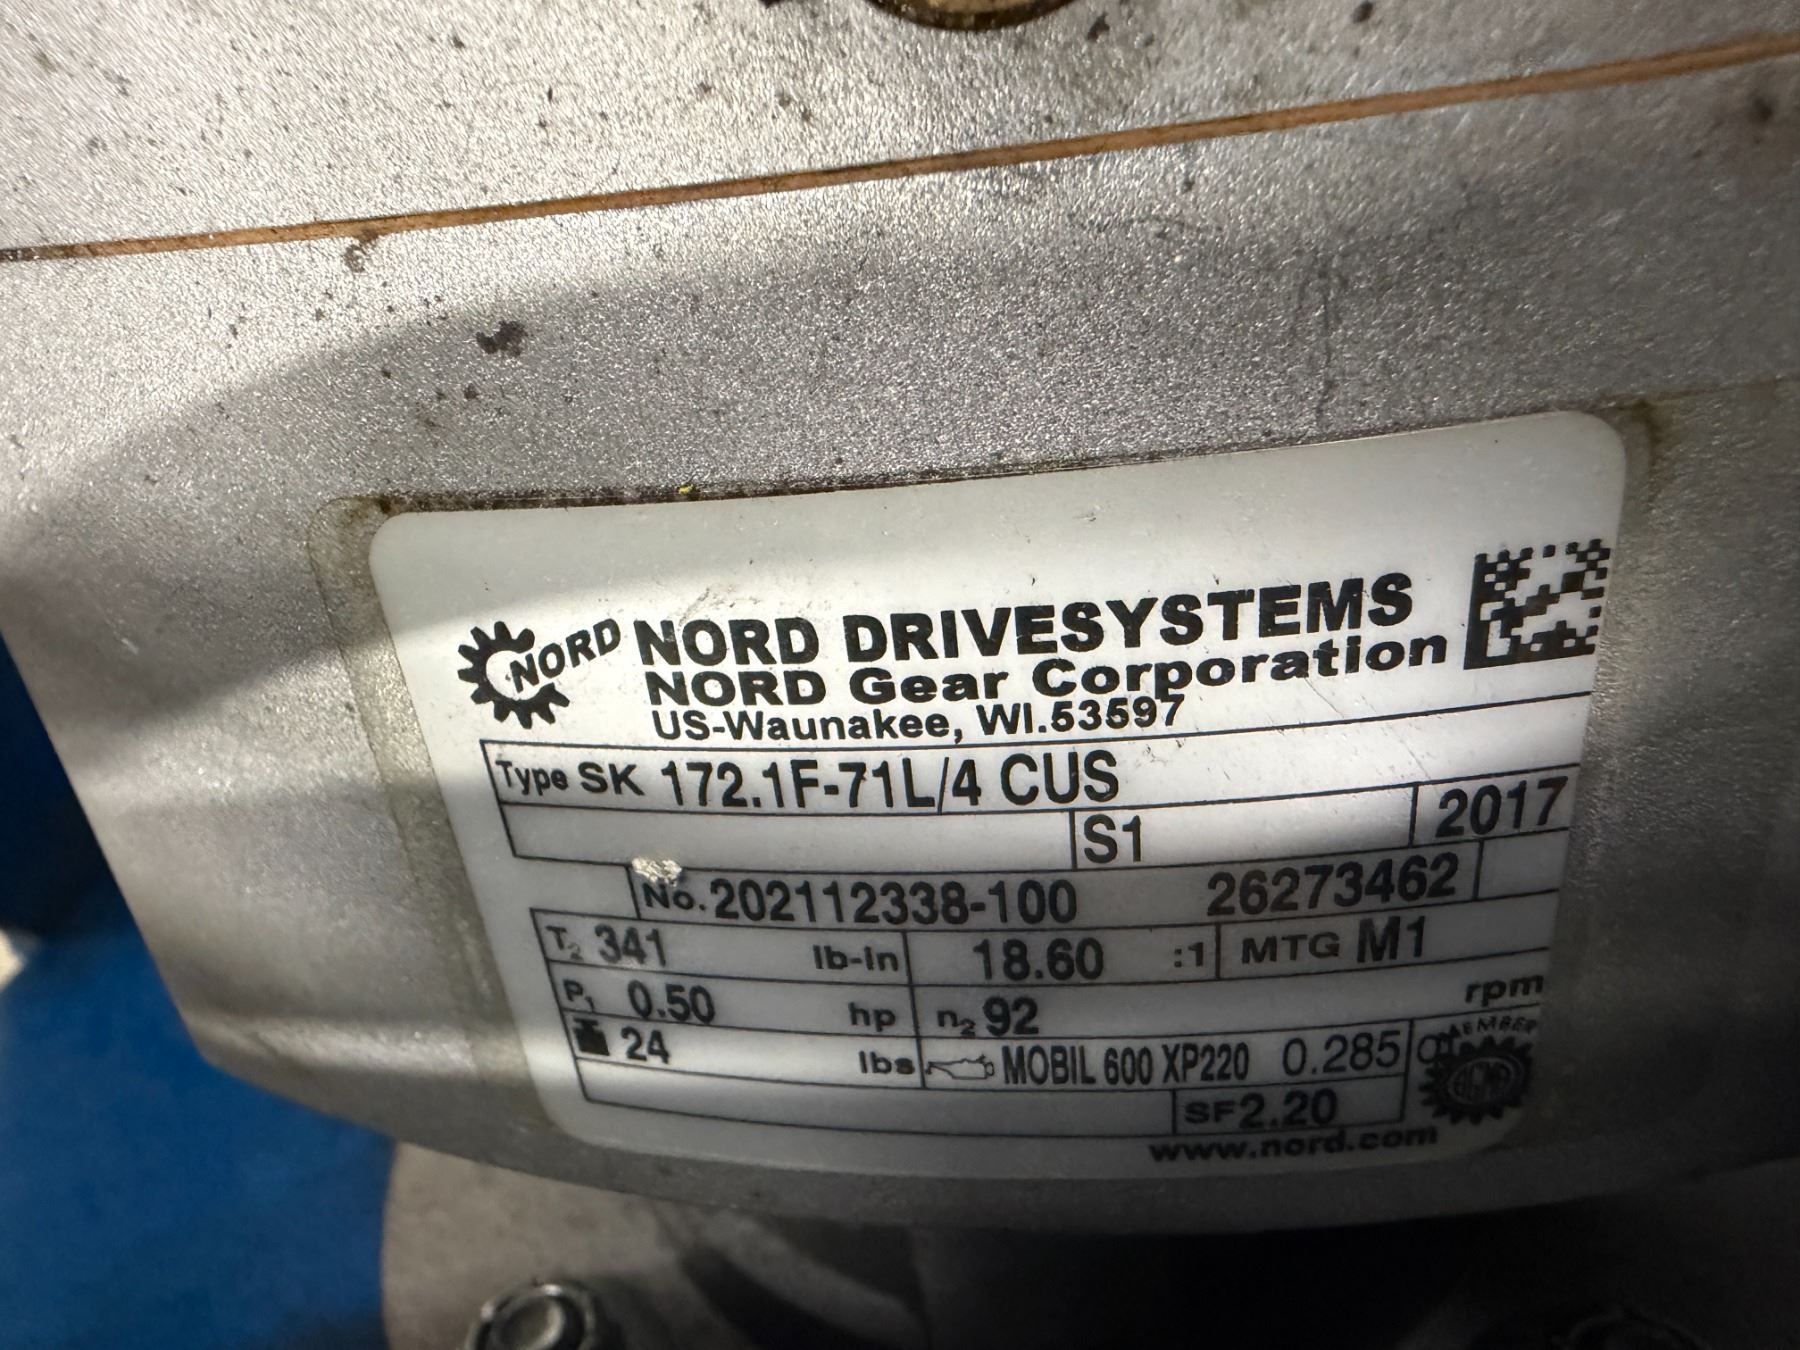 NORD NORD DRIVESYSTEMS
NORD Gear Corporation
US-Waunakee, WI.53597
Type SK 172.1F-71L/4 CUS
S1 2017
No. 202112338-100 26273462
T₂ 341 lb-in 18.60 :1 MTG M1
P₁ 0.50 hp n₂ 92 rpm
24 lbs MOBIL 600 XP220 0.285
MEMBER
AGMA
SF 2.20
www.nord.com